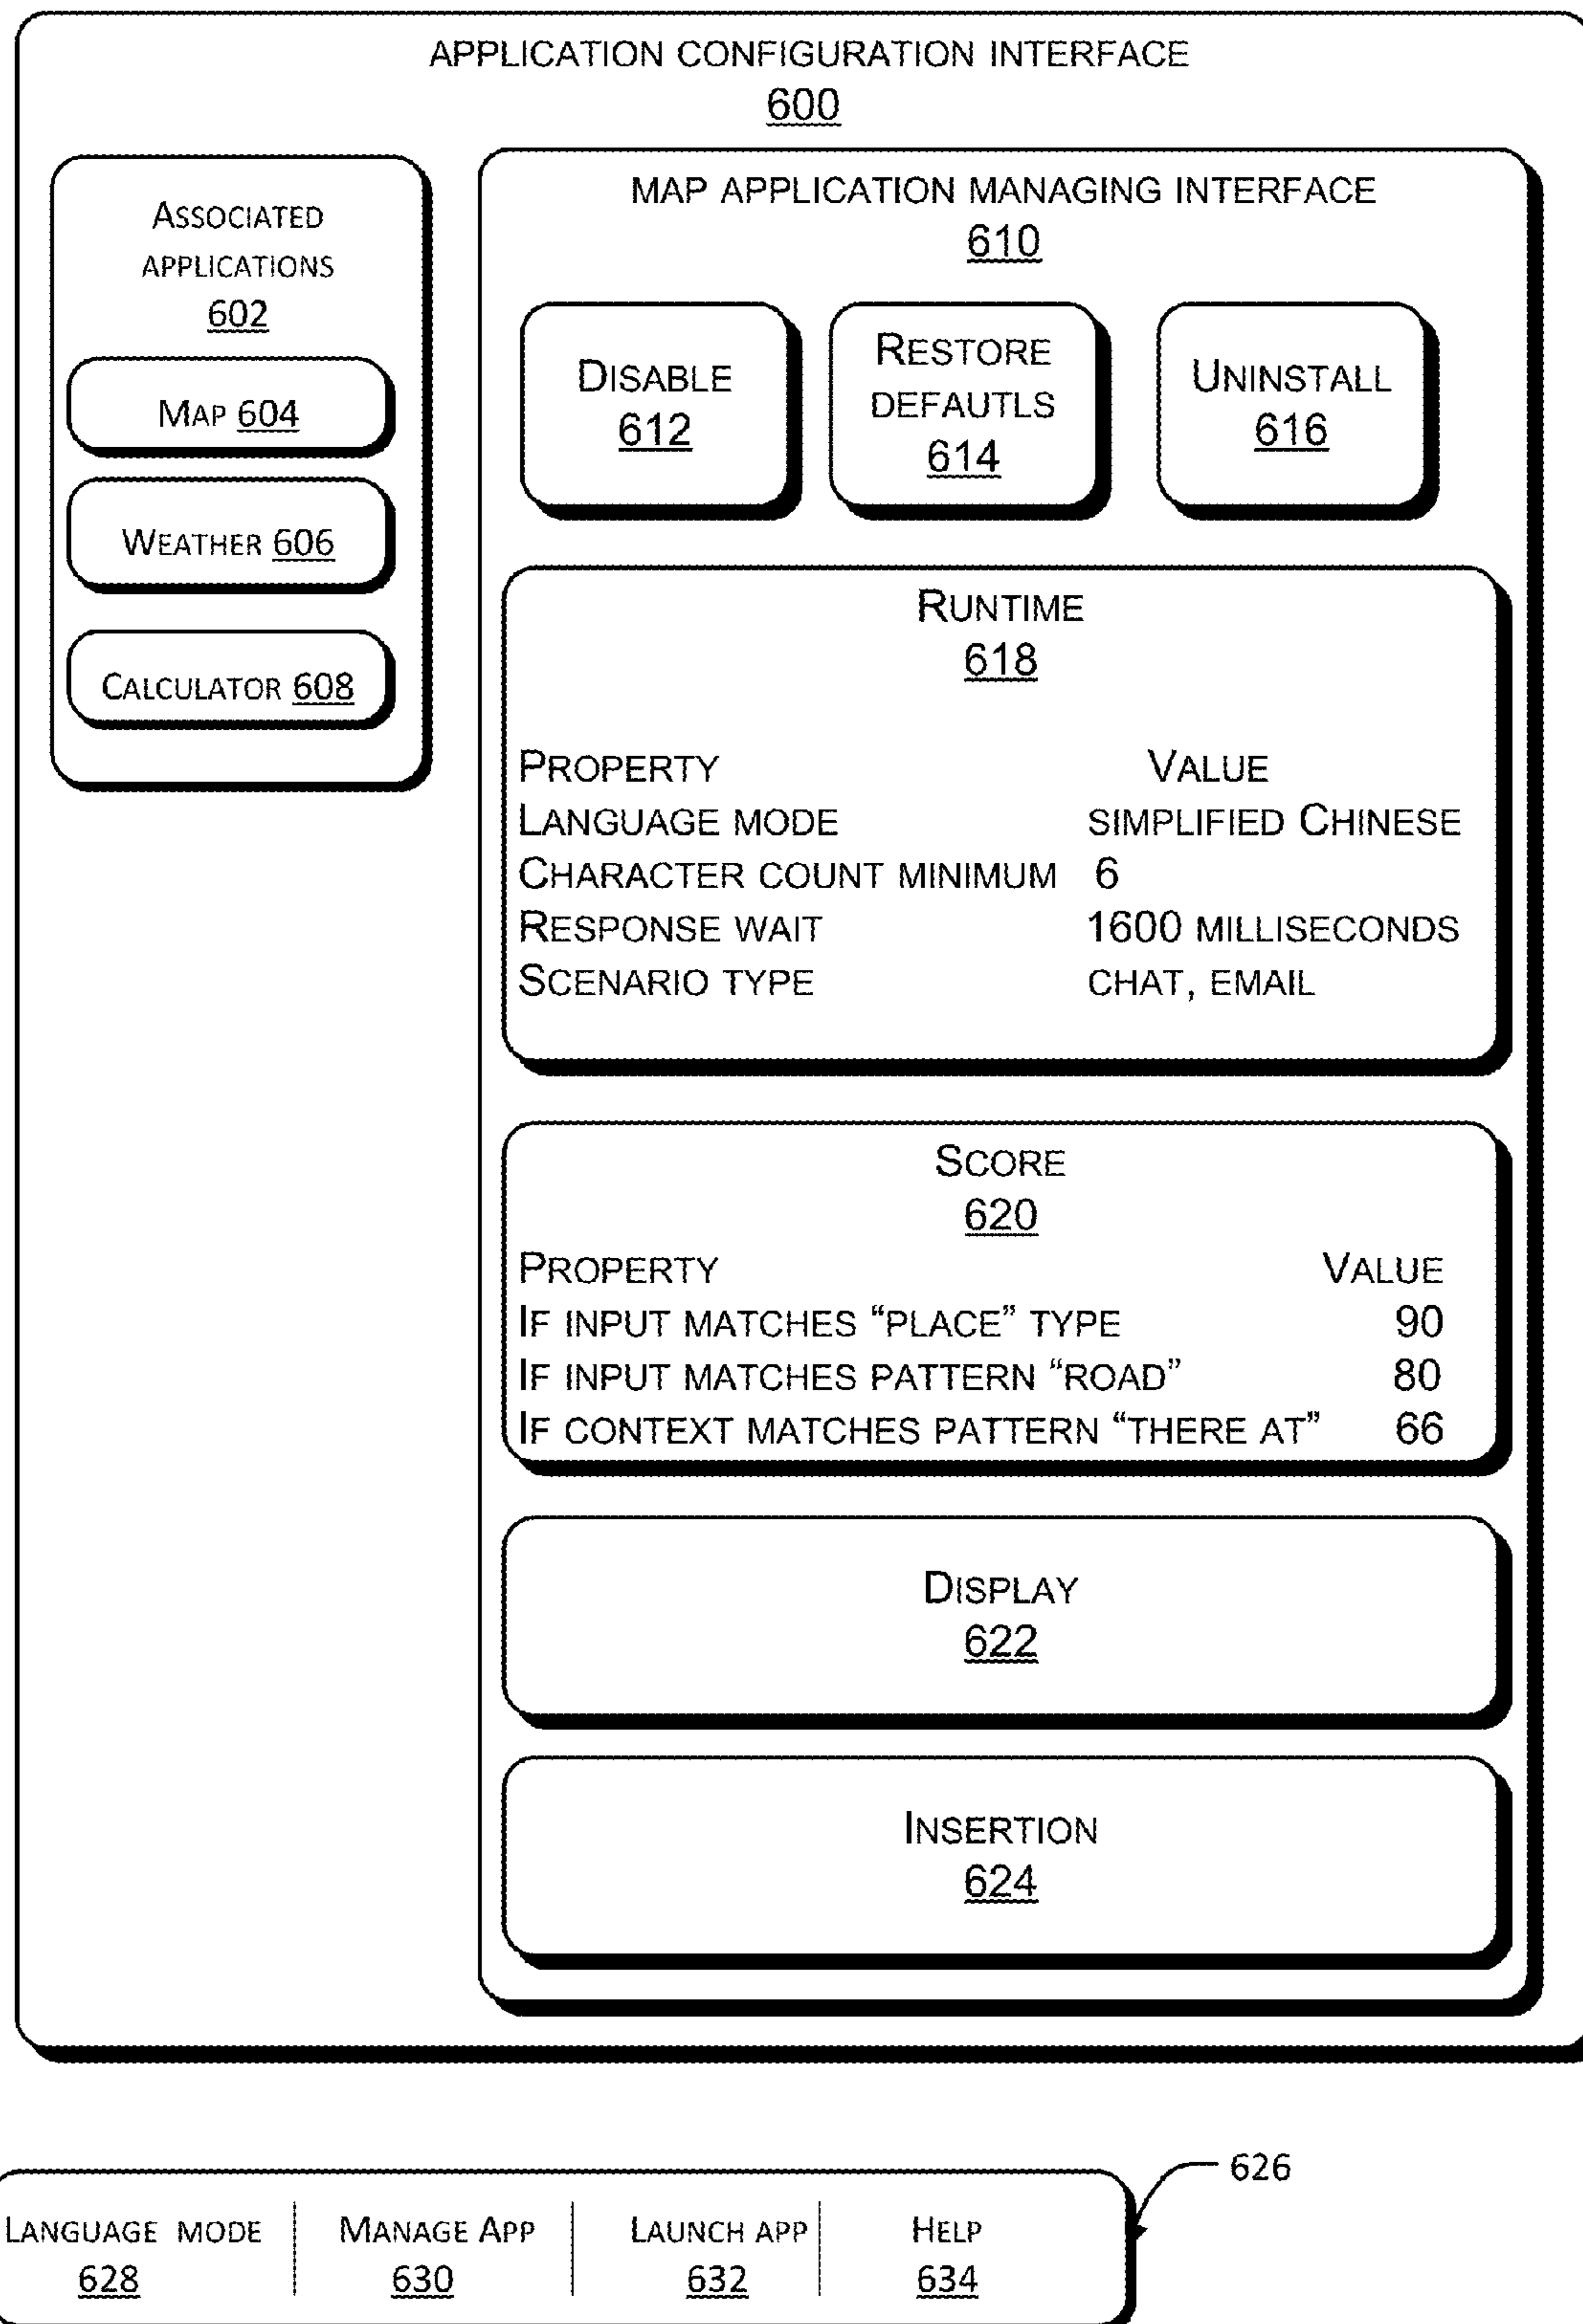 APPLICATION CONFIGURATION INTERFACE
600
ASSOCIATED
APPLICATIONS
602
MAP 604
WEATHER 606
CALCULATOR 608
MAP APPLICATION MANAGING INTERFACE
610
DISABLE
612
RESTORE
DEFAUTLS
614
UNINSTALL
616
RUNTIME
618
PROPERTY VALUE
LANGUAGE MODE SIMPLIFIED CHINESE
CHARACTER COUNT MINIMUM 6
RESPONSE WAIT 1600 MILLISECONDS
SCENARIO TYPE CHAT, EMAIL
SCORE
620
PROPERTY VALUE
IF INPUT MATCHES “PLACE” TYPE 90
IF INPUT MATCHES PATTERN “ROAD” 80
IF CONTEXT MATCHES PATTERN “THERE AT” 66
DISPLAY
622
INSERTION
624
626
LANGUAGE MODE
628
MANAGE APP
630
LAUNCH APP
632
HELP
634